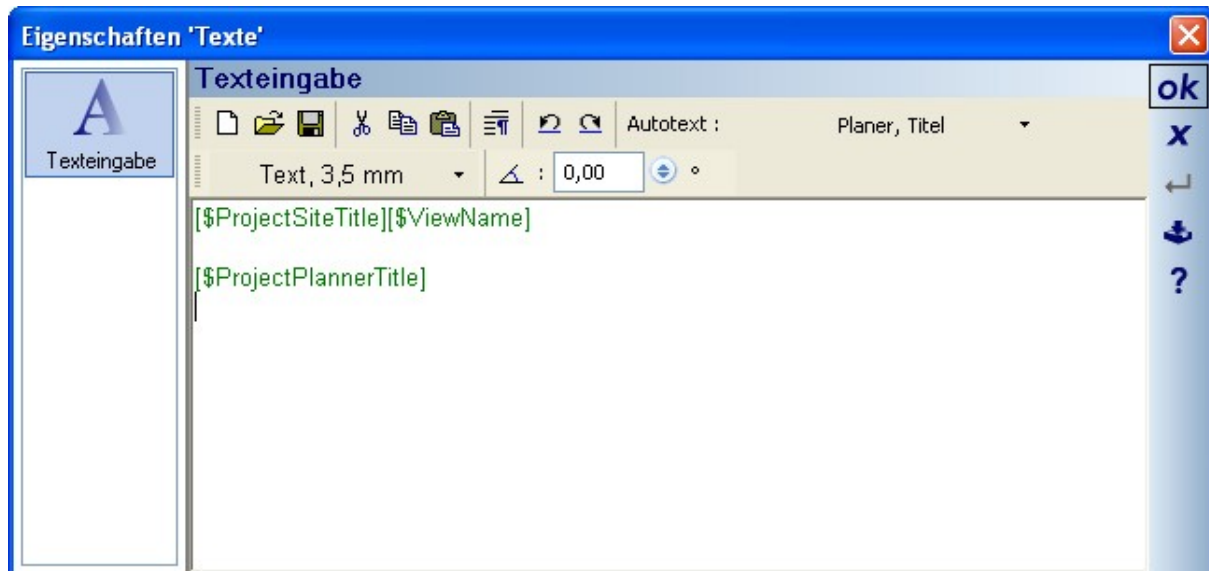 Eigenschaften 'Texte'
Texteingabe
ok
Autotext :
Planer, Titel
x
Texteingabe
Text, 3,5 mm
: 0,00 °
[$ProjectSiteTitle][$ViewName]
[$ProjectPlannerTitle]
?